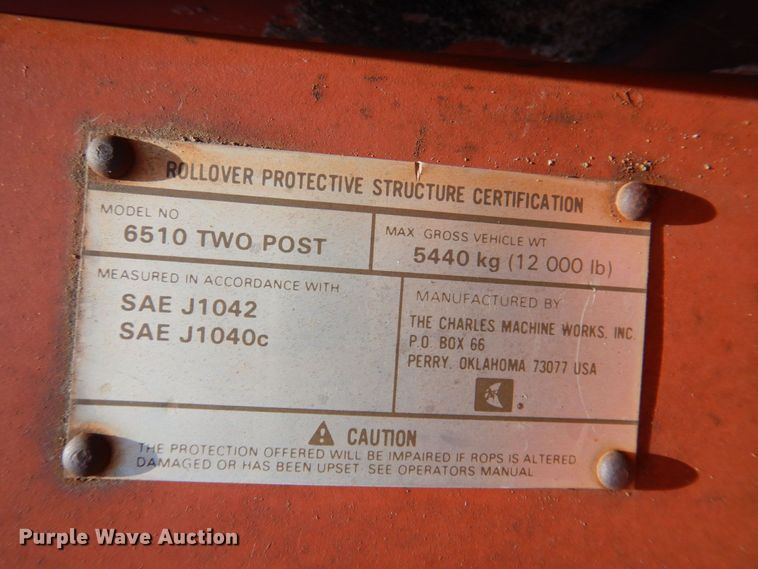 ROLLOVER PROTECTIVE STRUCTURE CERTIFICATION
MODEL NO
6510 TWO POST
MAX GROSS VEHICLE WT
5440 kg (12 000 lb)
MEASURED IN ACCORDANCE WITH
SAE J1042
SAE J1040c
MANUFACTURED BY
THE CHARLES MACHINE WORKS, INC.
P.O. BOX 66
PERRY, OKLAHOMA 73077 USA
CAUTION
THE PROTECTION OFFERED WILL BE IMPAIRED IF ROPS IS ALTERED
DAMAGED OR HAS BEEN UPSET SEE OPERATORS MANUAL
Purple Wave Auction